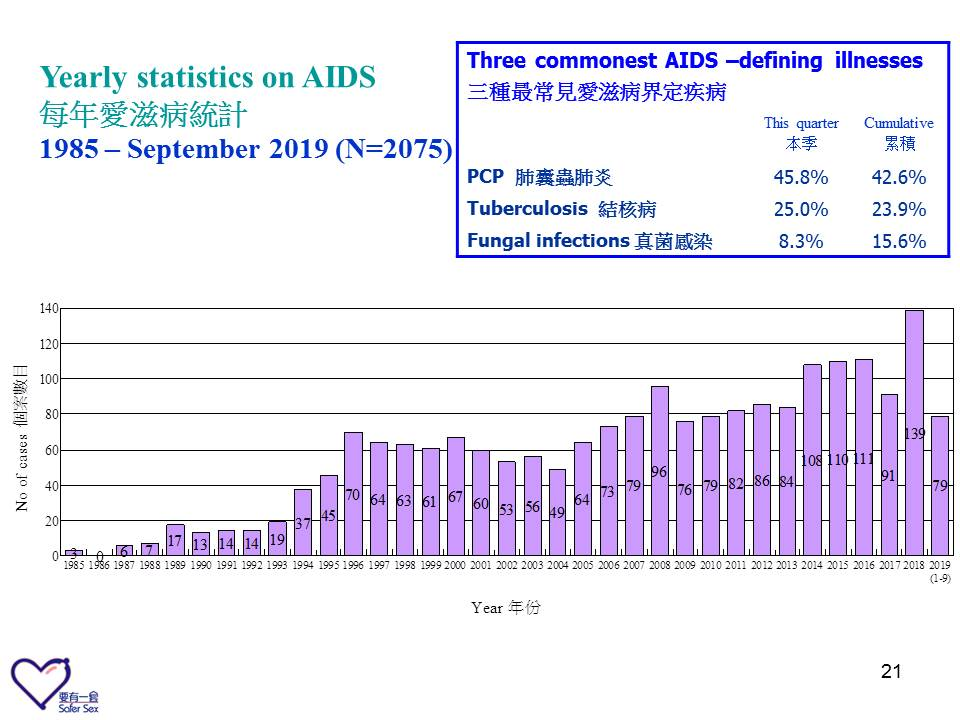 Yearly statistics on AIDS
每年愛滋病統計
1985 – September 2019 (N=2075)
Three commonest AIDS –defining illnesses
三種最常見愛滋病界定疾病
This quarter Cumulative
本季 累積
PCP 肺囊蟲肺炎 45.8% 42.6%
Tuberculosis 結核病 25.0% 23.9%
Fungal infections 真菌感染 8.3% 15.6%
No of cases 個案數目
140
120
100
80
60
40
20
0
3 0 6 7 17 13 14 14 19 37 45 70 64 63 61 67 60 53 56 49 64 73 79 96 76 79 82 86 84 108 110 111 91 139 79
1985 1986 1987 1988 1989 1990 1991 1992 1993 1994 1995 1996 1997 1998 1999 2000 2001 2002 2003 2004 2005 2006 2007 2008 2009 2010 2011 2012 2013 2014 2015 2016 2017 2018 2019
(1-9)
Year 年份
要有一套
Safer Sex
21